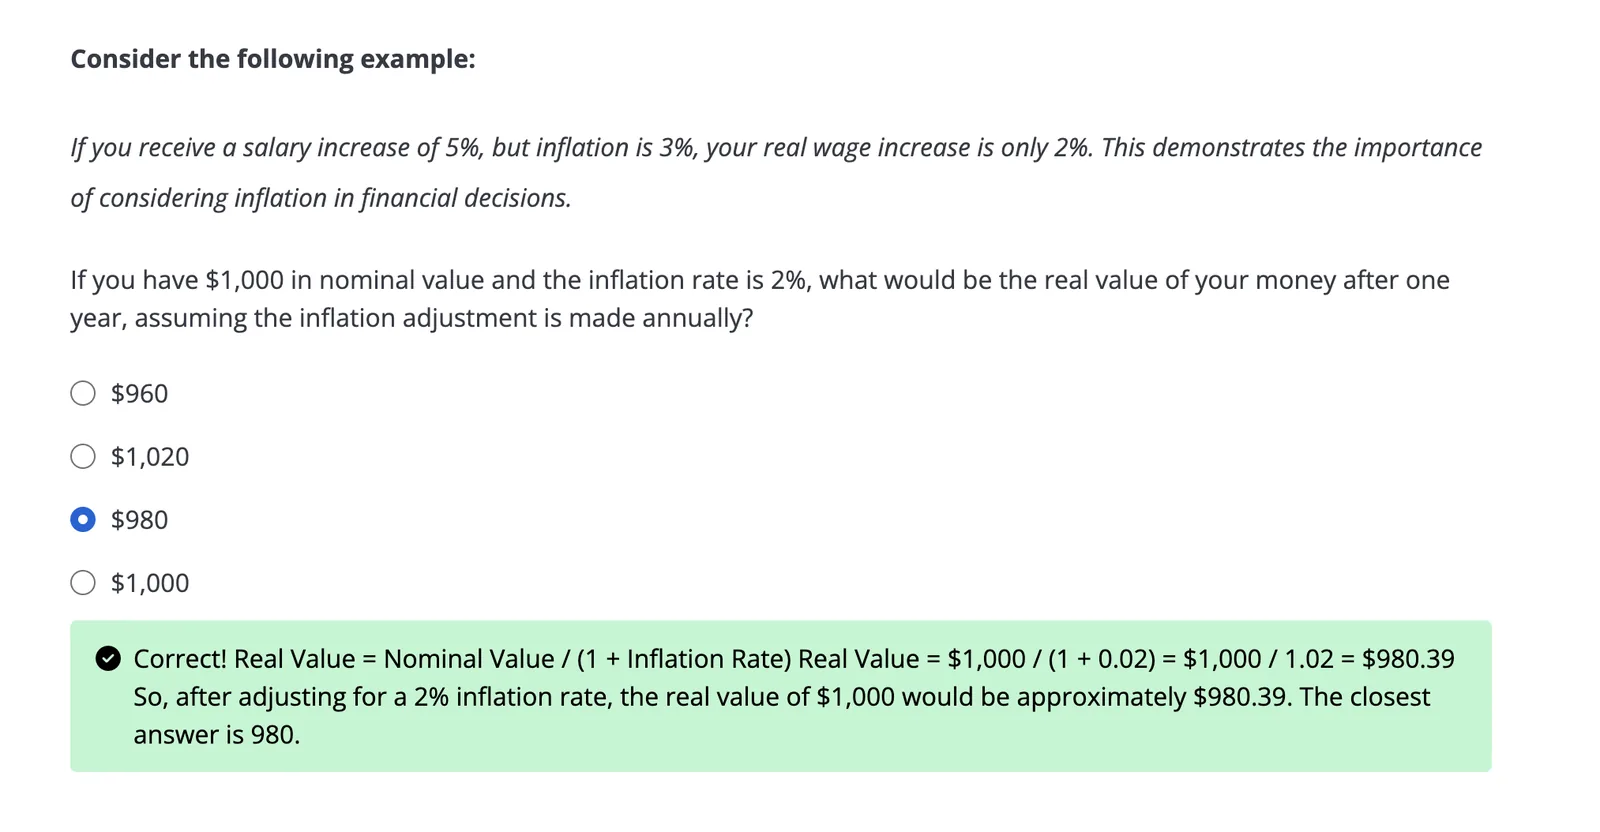 Consider the following example:
If you receive a salary increase of 5%, but inflation is 3%, your real wage increase is only 2%. This demonstrates the importance
of considering inflation in financial decisions.
If you have $1,000 in nominal value and the inflation rate is 2%, what would be the real value of your money after one
year, assuming the inflation adjustment is made annually?
$960
$1,020
$980
$1,000
Correct! Real Value = Nominal Value / (1 + Inflation Rate) Real Value = $1,000 / (1 + 0.02) = $1,000 / 1.02 = $980.39
So, after adjusting for a 2% inflation rate, the real value of $1,000 would be approximately $980.39. The closest
answer is 980.